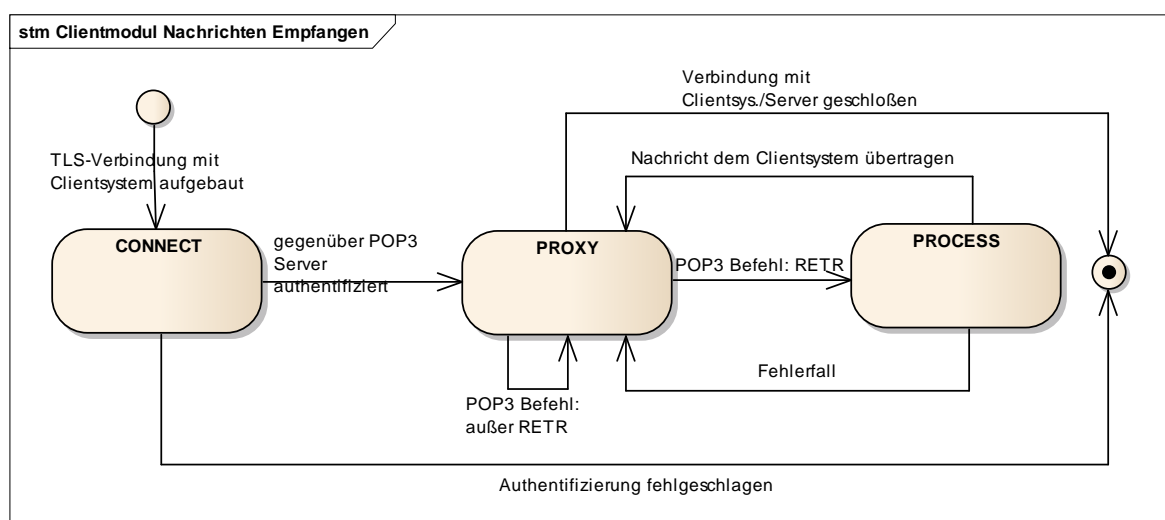 stm Clientmodul Nachrichten Empfangen
Verbindung mit
Clientsys./Server geschloßen
TLS-Verbindung mit
Clientsystem aufgebaut
Nachricht dem Clientsystem übertragen
CONNECT
gegenüber POP3
Server
authentifiziert
PROXY
POP3 Befehl: RETR
PROCESS
Fehlerfall
POP3 Befehl:
außer RETR
Authentifizierung fehlgeschlagen